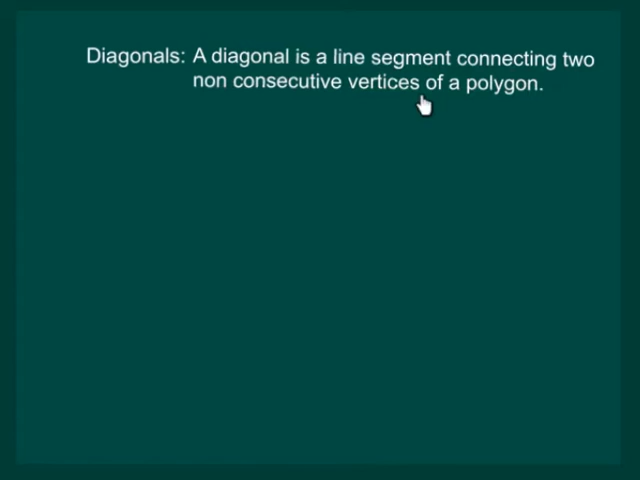 Diagonals: A diagonal is a line segment connecting two
non consecutive vertices of a polygon.